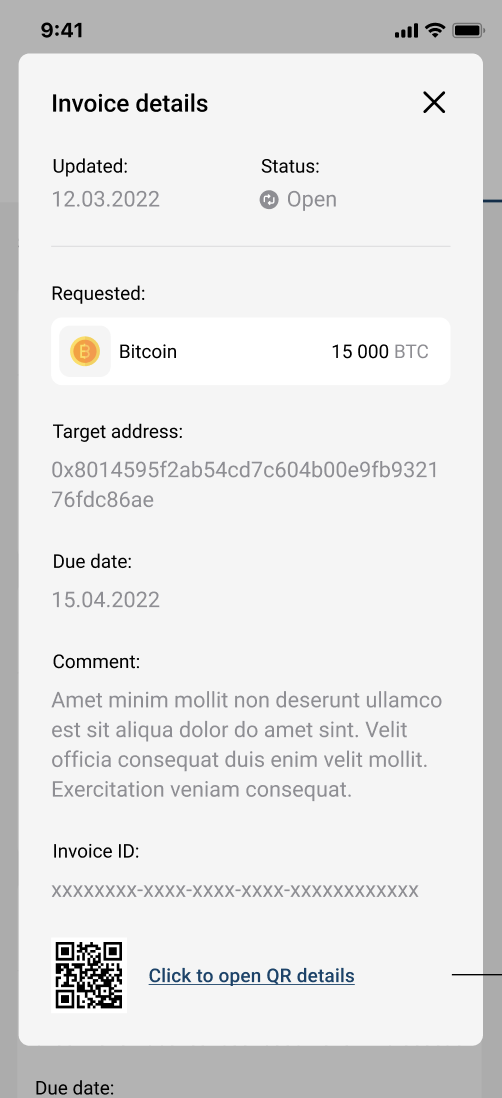 9:41
Invoice details
Updated:
Status:
12.03.2022
Open
Requested:
Bitcoin
15 000 BTC
Target address:
0x8014595f2ab54cd7c604b00e9fb9321
76fdc86ae
Due date:
15.04.2022
Comment:
Amet minim mollit non deserunt ullamco
est sit aliqua dolor do amet sint. Velit
officia consequat duis enim velit mollit.
Exercitation veniam consequat.
Invoice ID:
xxxxxxxx-xxxx-xxxx-xxxx-xxxxxxxxxxxx
Click to open QR details
Due date: